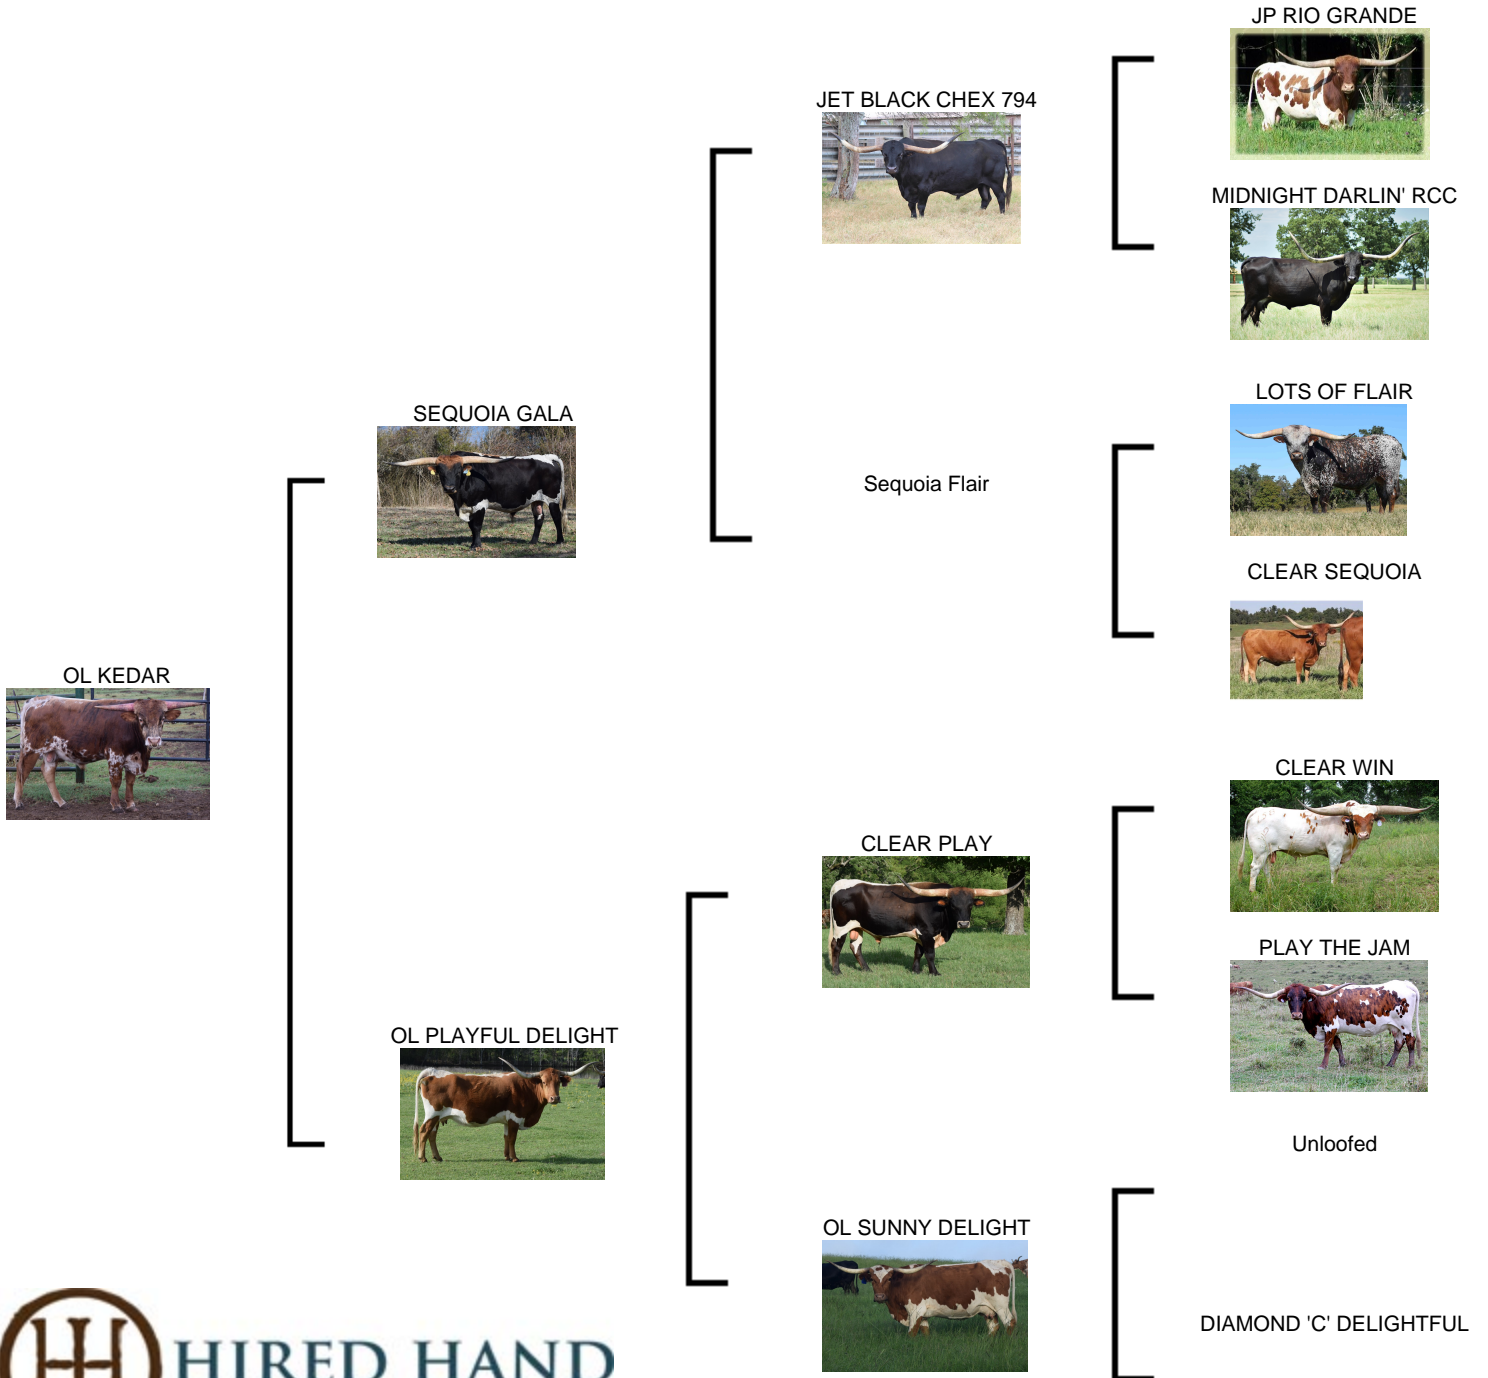 JP RIO GRANDE
JET BLACK CHEX 794
MIDNIGHT DARLIN' RCC
LOTS OF FLAIR
SEQUOIA GALA
Sequoia Flair
CLEAR SEQUOIA
OL KEDAR
CLEAR WIN
CLEAR PLAY
PLAY THE JAM
OL PLAYFUL DELIGHT
Unloofed
OL SUNNY DELIGHT
DIAMOND 'C' DELIGHTFUL
HIRED HAND